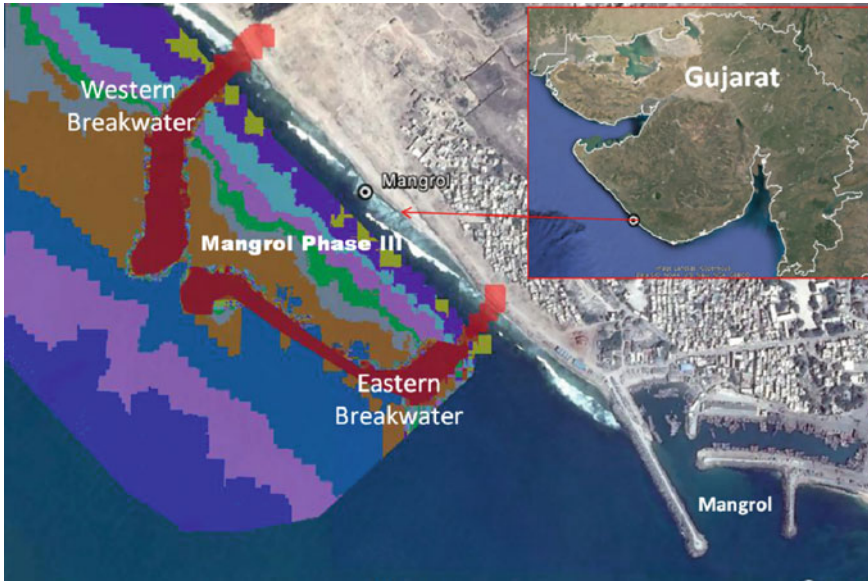 Gujarat
Western
Breakwater
Mangrol
Mangrol Phase III
Eastern
Breakwater
Mangrol